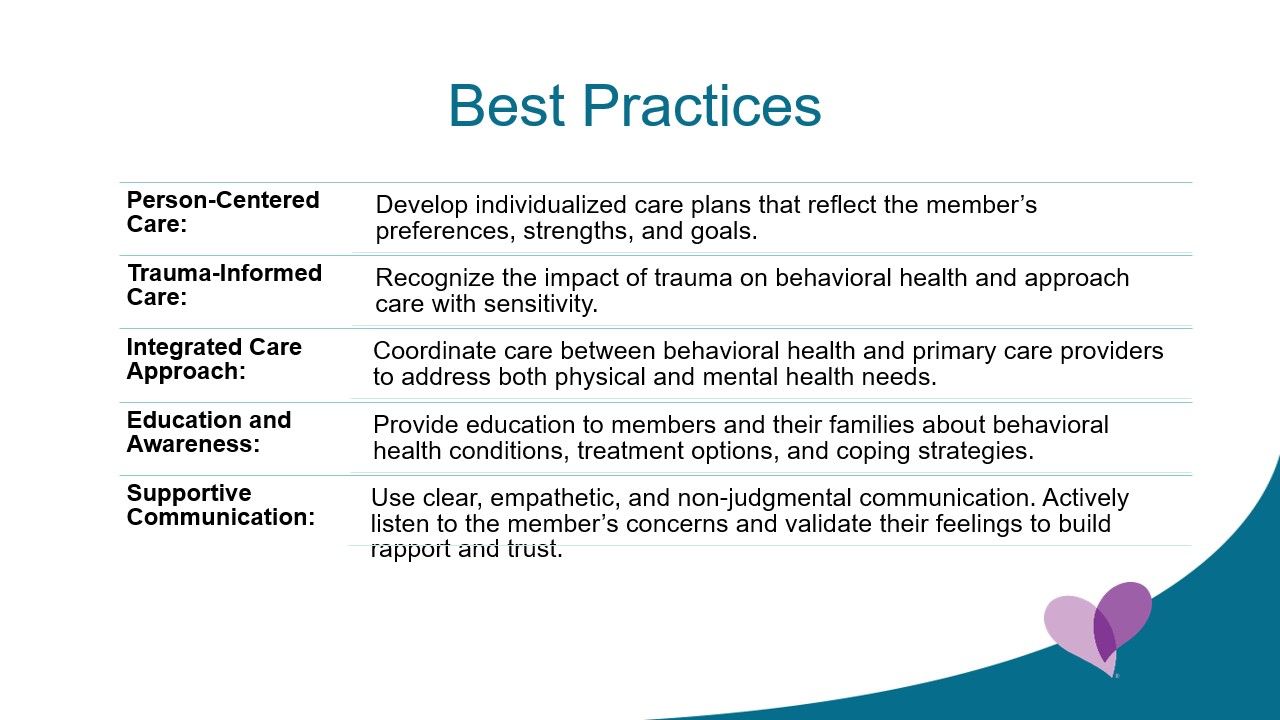 Best Practices
Person-Centered
Care:
Develop individualized care plans that reflect the member’s
preferences, strengths, and goals.
Trauma-Informed
Care:
Recognize the impact of trauma on behavioral health and approach
care with sensitivity.
Integrated Care
Approach:
Coordinate care between behavioral health and primary care providers
to address both physical and mental health needs.
Education and
Awareness:
Provide education to members and their families about behavioral
health conditions, treatment options, and coping strategies.
Supportive
Communication:
Use clear, empathetic, and non-judgmental communication. Actively
listen to the member’s concerns and validate their feelings to build
rapport and trust.
®